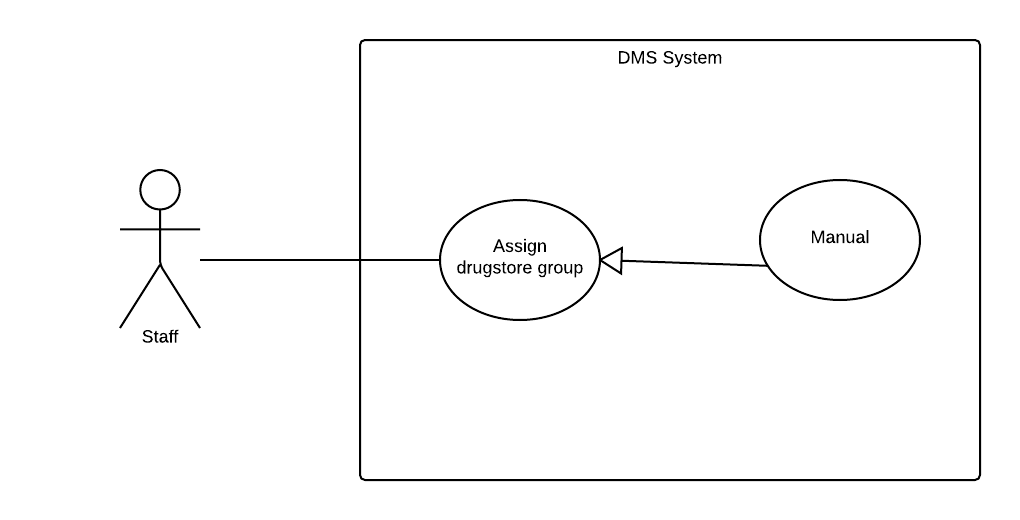 DMS System
Assign
drugstore group
Manual
Staff